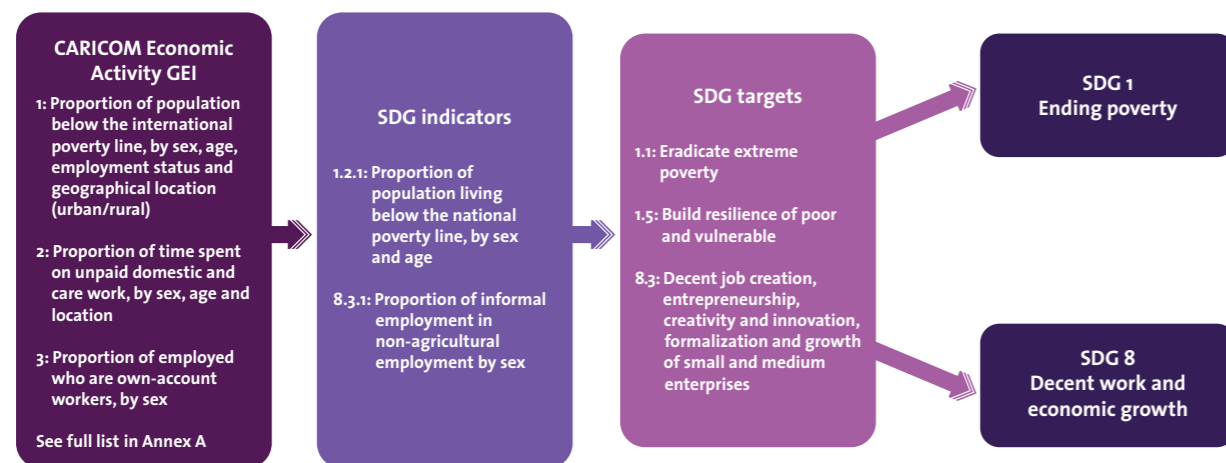 CARICOM Economic
Activity GEI
1: Proportion of population
below the international
poverty line, by sex, age,
employment status and
geographical location
(urban/rural)
2: Proportion of time spent
on unpaid domestic and
care work, by sex, age and
location
3: Proportion of employed
who are own-account
workers, by sex
See full list in Annex A
SDG indicators
1.2.1: Proportion of
population living
below the national
poverty line, by sex
and age
8.3.1: Proportion of informal
employment in
non-agricultural
employment by sex
SDG targets
1.1: Eradicate extreme
poverty
1.5: Build resilience of poor
and vulnerable
8.3: Decent job creation,
entrepreneurship,
creativity and innovation,
formalization and growth
of small and medium
enterprises
SDG 1
Ending poverty
SDG 8
Decent work and
economic growth